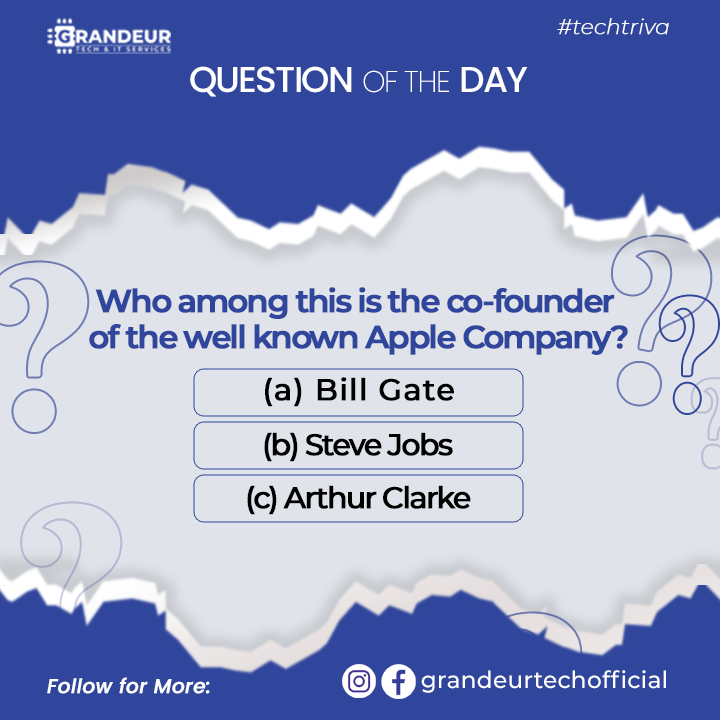 GRANDEUR
TECH & IT SERVICES
#techtriva
QUESTION OF THE DAY
Who among this is the co-founder
of the well known Apple Company?
(a) Bill Gate
(b) Steve Jobs
(c) Arthur Clarke
Follow for More:
grandeurtechofficial